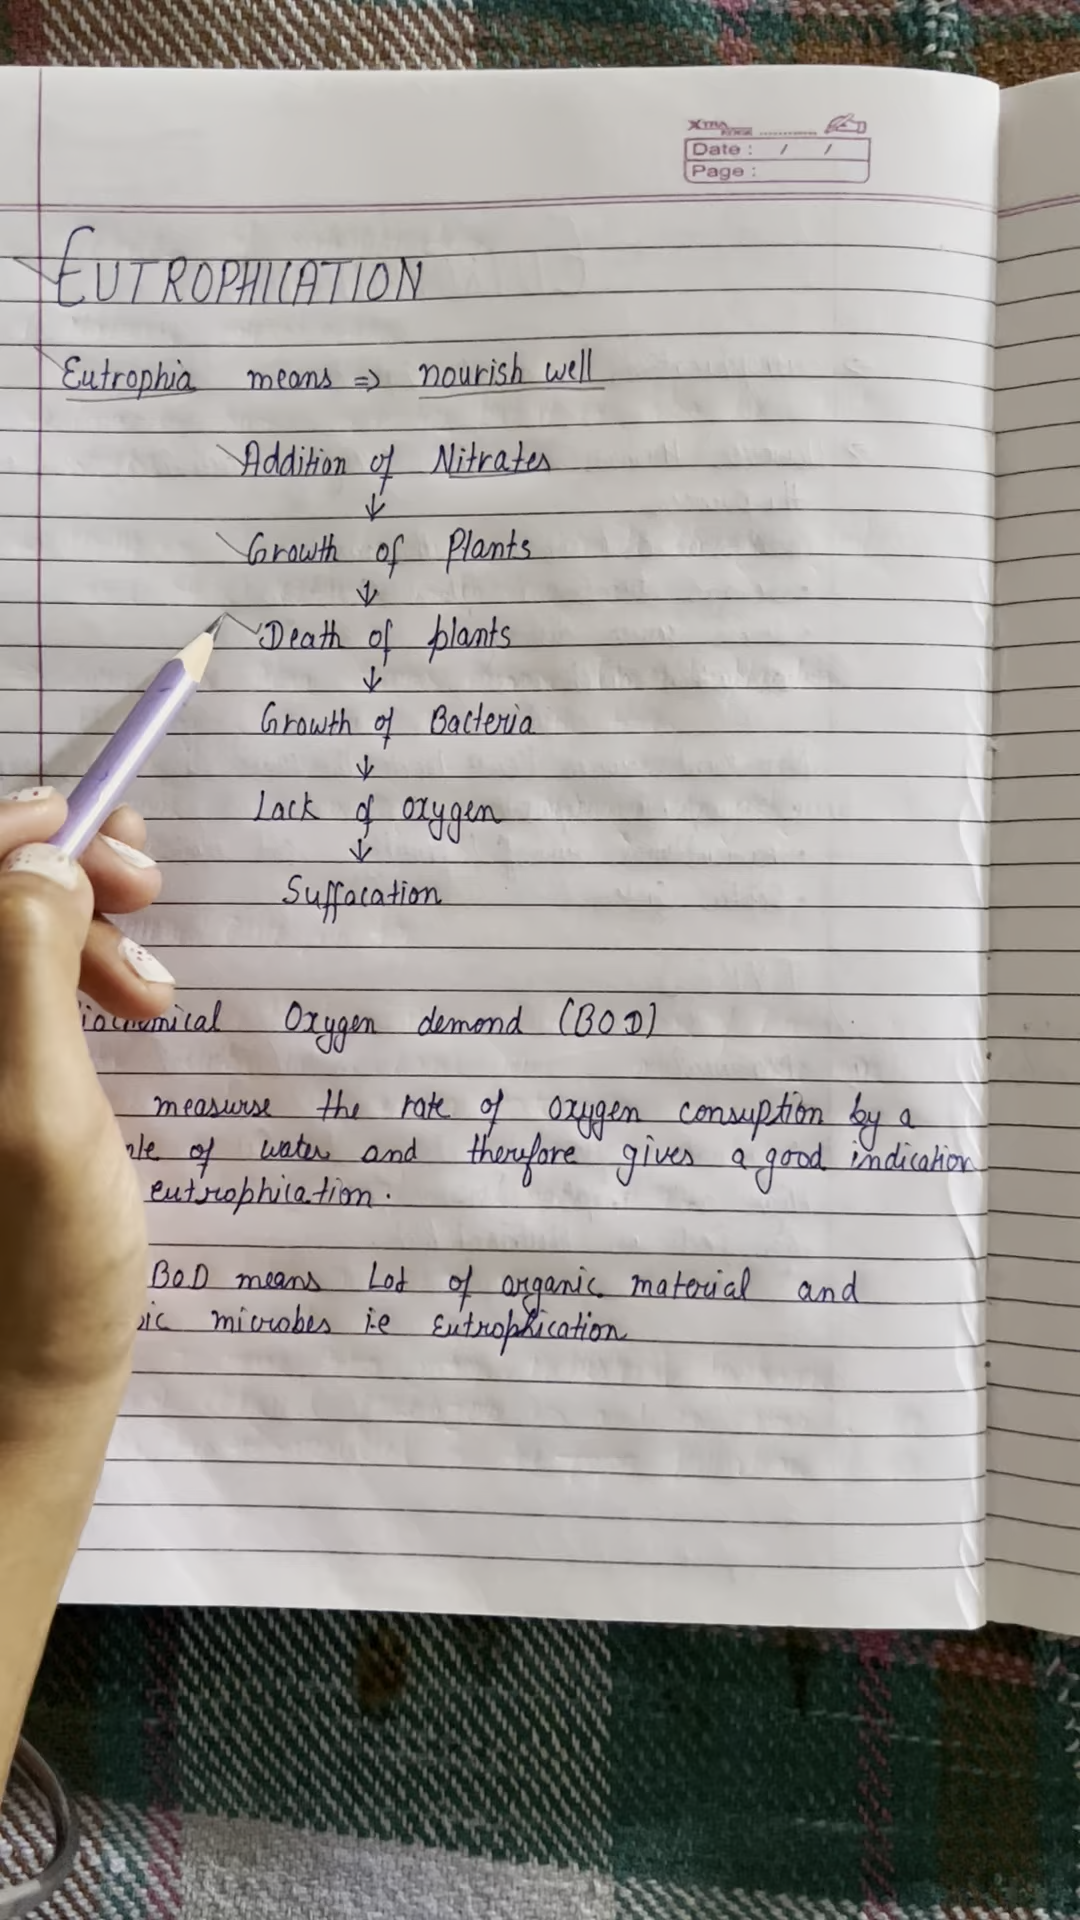 XTRA
Date : / /
Page :
EUTROPHICATION
Eutrophia means ⇒ nourish well
Addition of Nitrates
↓
Growth of Plants
↓
Death of plants
↓
Growth of Bacteria
↓
Lack of oxygen
↓
Suffocation
Oxygen demond (BOD)
measurse the rate of oxygen consuption by a
of water and therefore gives a good indication
eutrophication.
BOD means Lot of organic material and
microbes i.e Eutrophication